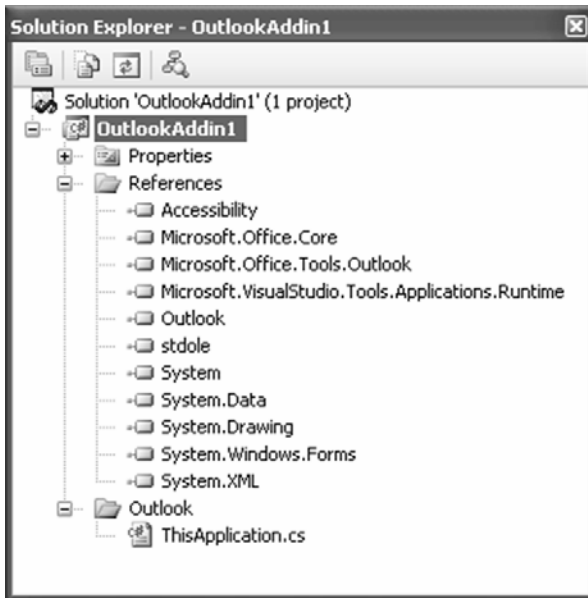 Solution Explorer - OutlookAddin1
Solution 'OutlookAddin1' (1 project)
OutlookAddin1
Properties
References
Accessibility
Microsoft.Office.Core
Microsoft.Office.Tools.Outlook
Microsoft.VisualStudio.Tools.Applications.Runtime
Outlook
stdole
System
System.Data
System.Drawing
System.Windows.Forms
System.XML
Outlook
ThisApplication.cs